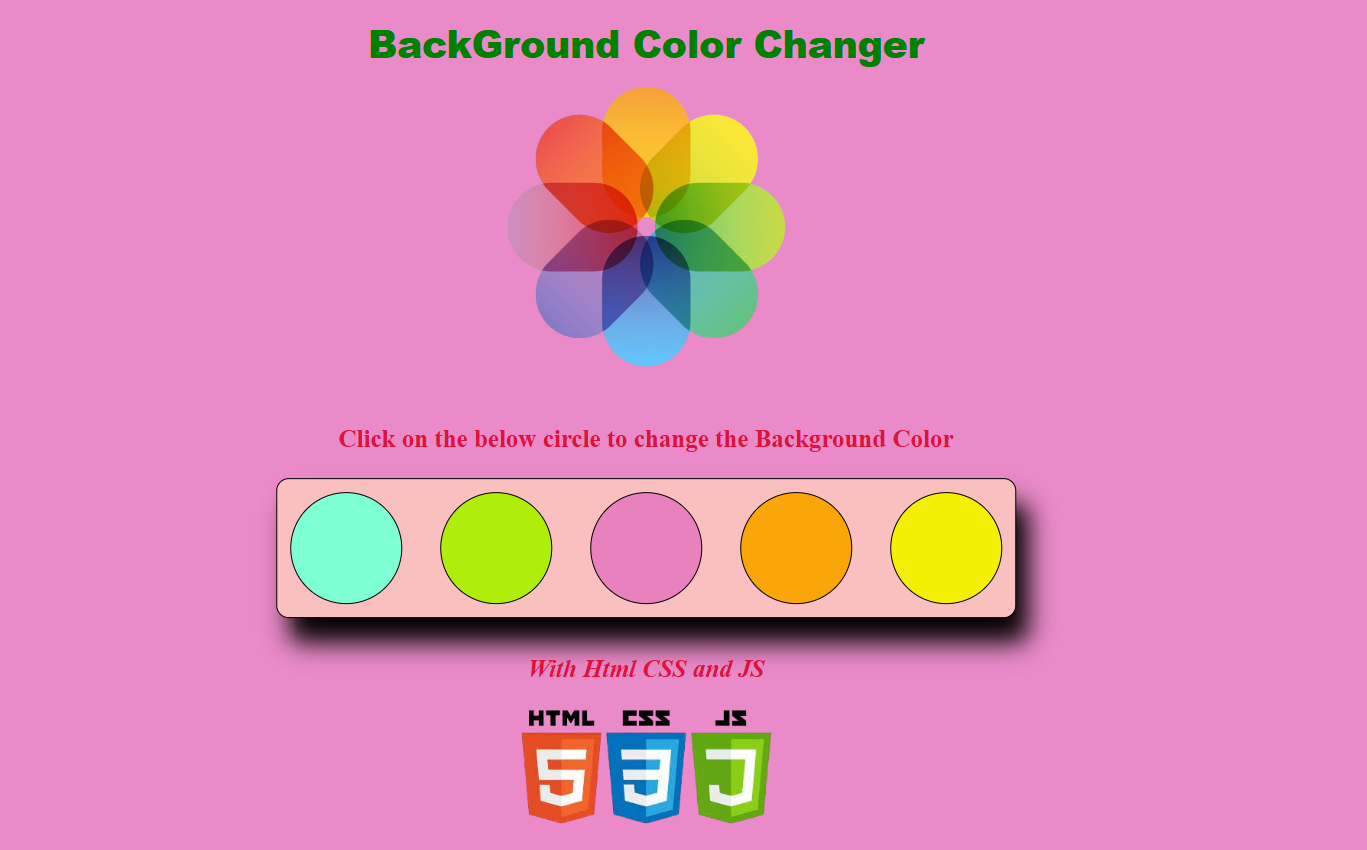 BackGround Color Changer
Click on the below circle to change the Background Color
With Html CSS and JS
HTML CSS JS
5 3 J